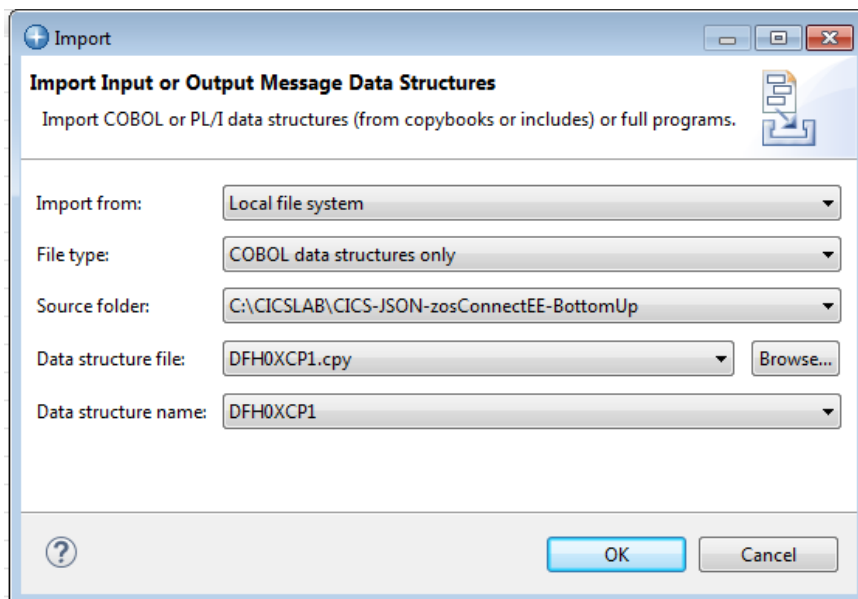 Import
Import Input or Output Message Data Structures
Import COBOL or PL/I data structures (from copybooks or includes) or full programs.
Import from: Local file system
File type: COBOL data structures only
Source folder: C:\CICSLAB\CICS-JSON-zosConnectEE-BottomUp
Data structure file: DFH0XCP1.cpy Browse...
Data structure name: DFH0XCP1
? OK Cancel